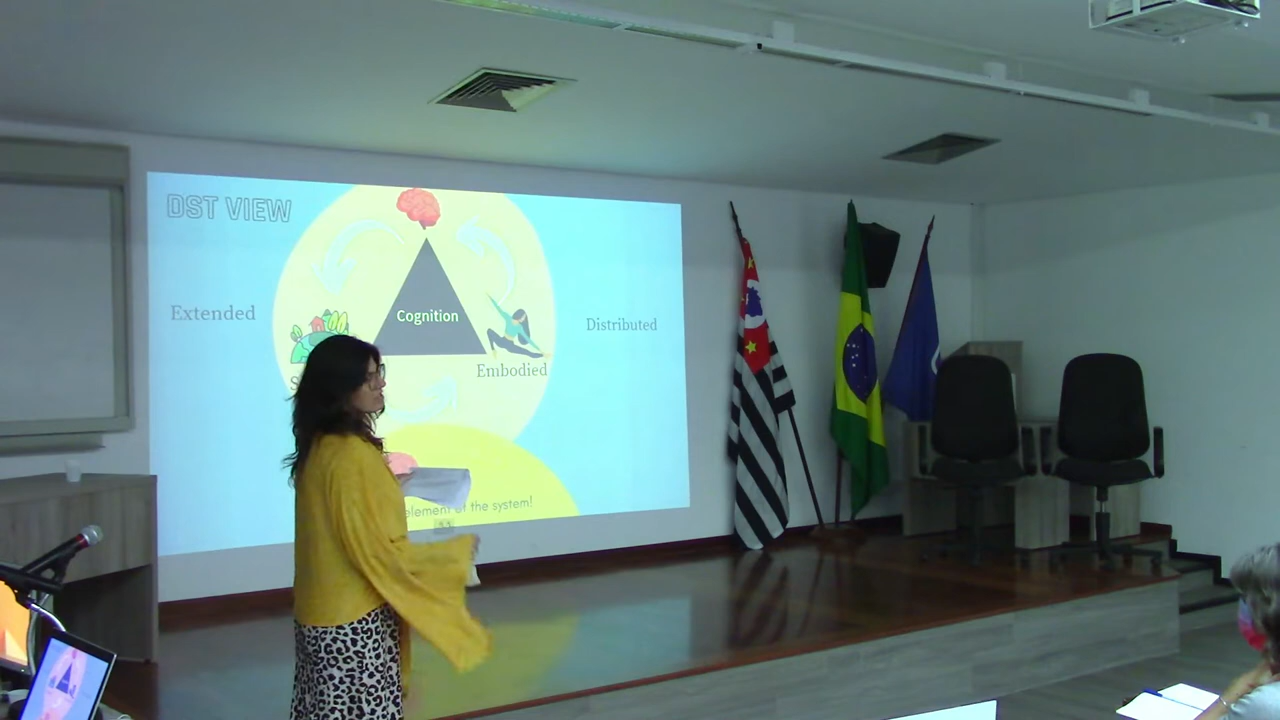 DST VIEW
Extended
Cognition
Distributed
Embodied
element of the system!